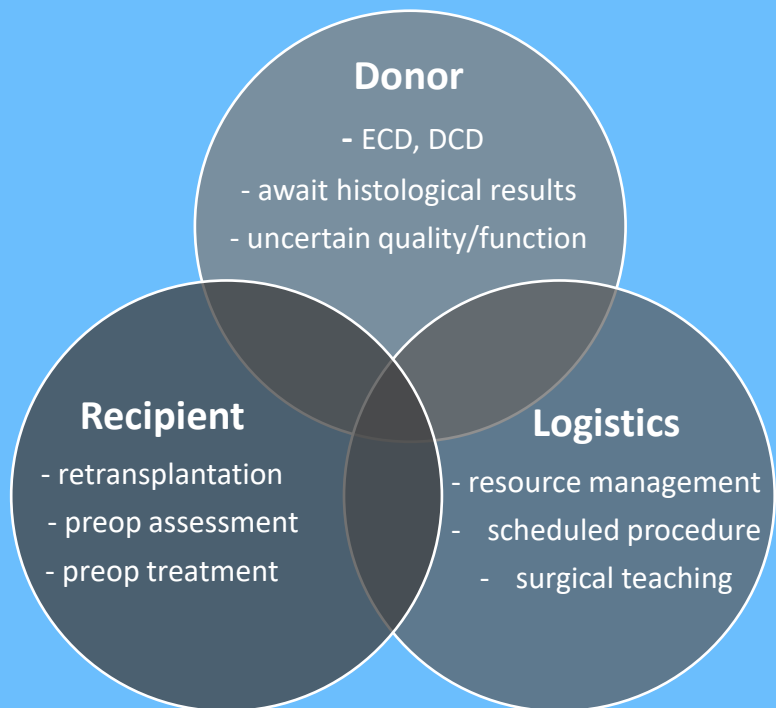 Donor
- ECD, DCD
- await histological results
- uncertain quality/function
Recipient
- retransplantation
- preop assessment
- preop treatment
Logistics
- resource management
- scheduled procedure
- surgical teaching